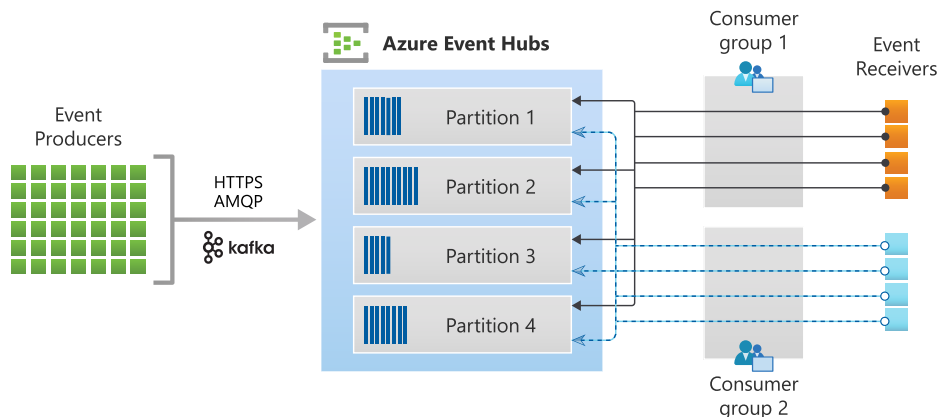 Event
Producers
HTTPS
AMQP
kafka
Azure Event Hubs
Partition 1
Partition 2
Partition 3
Partition 4
Consumer
group 1
Event
Receivers
Consumer
group 2